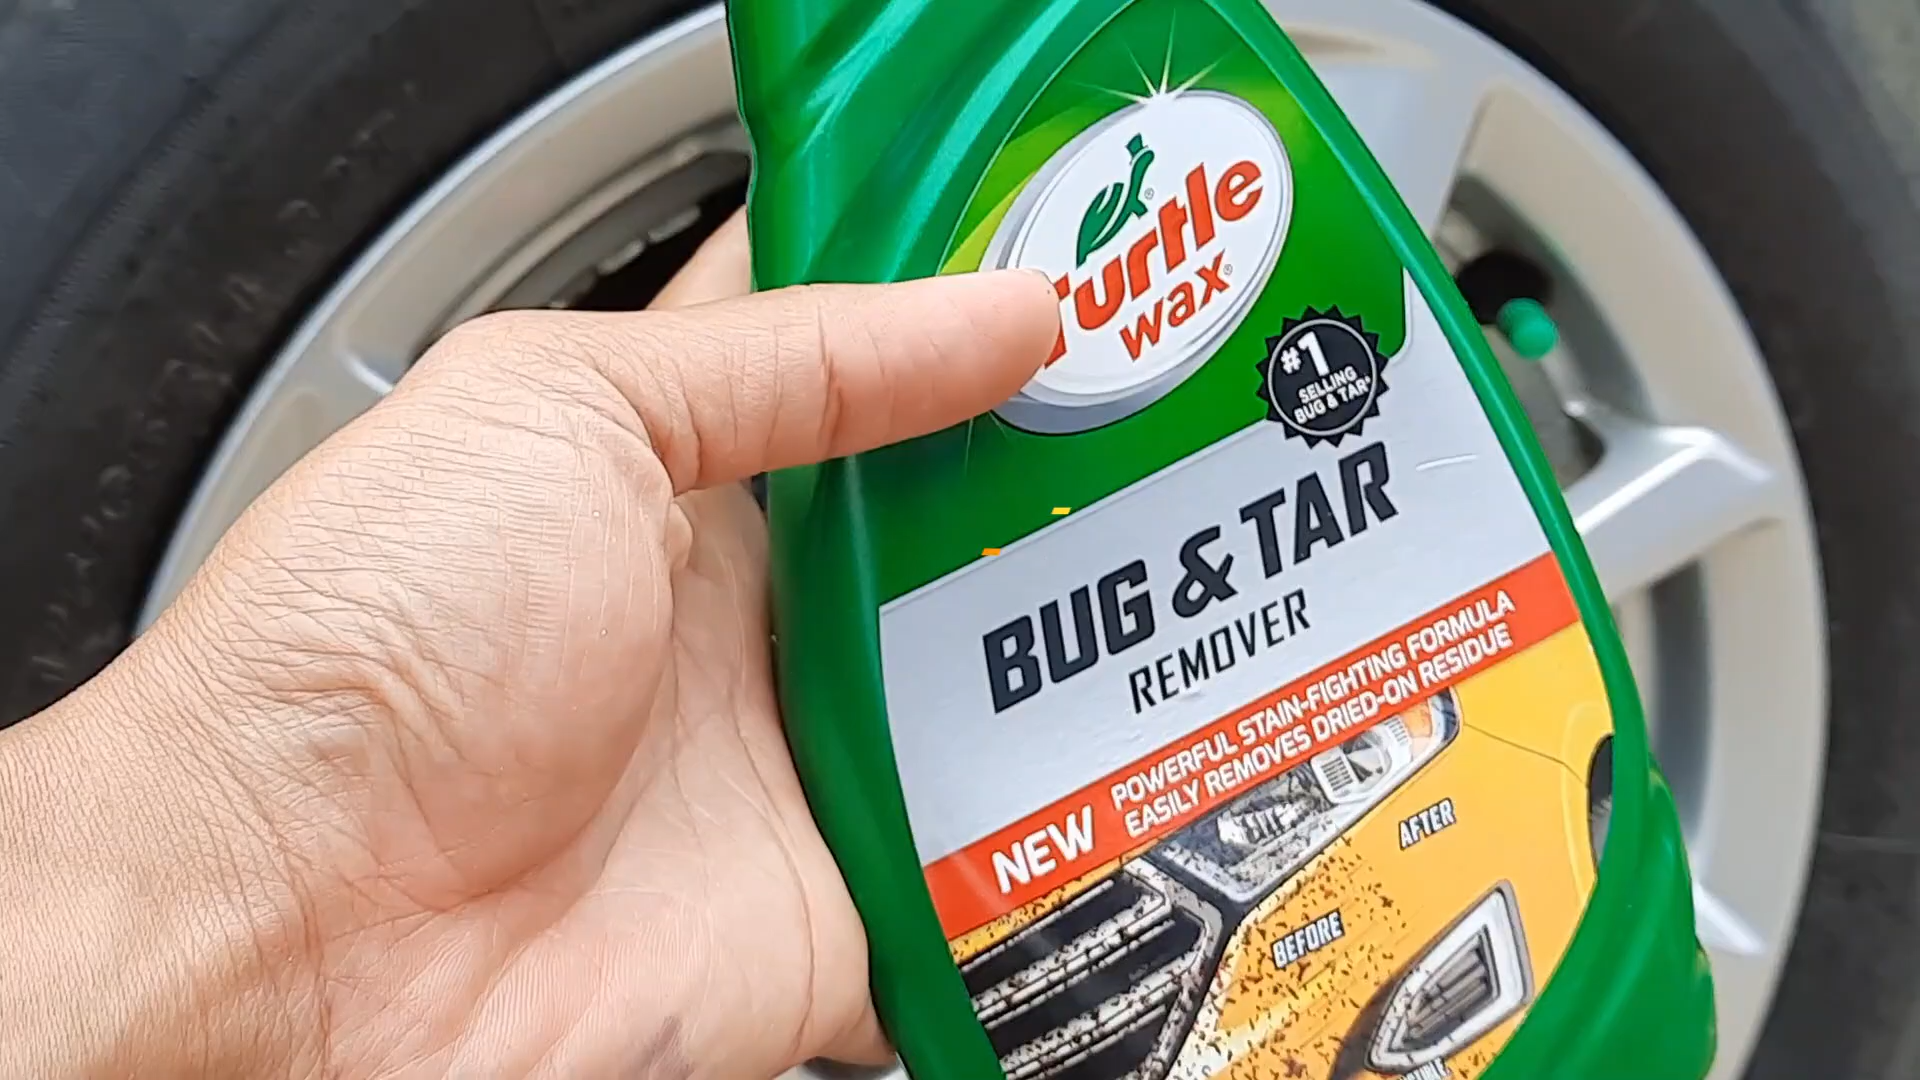 Turtle
wax®
#1
SELLING
BUG & TAR*
BUG & TAR
REMOVER
NEW
POWERFUL STAIN-FIGHTING FORMULA
EASILY REMOVES DRIED-ON RESIDUE
AFTER
BEFORE